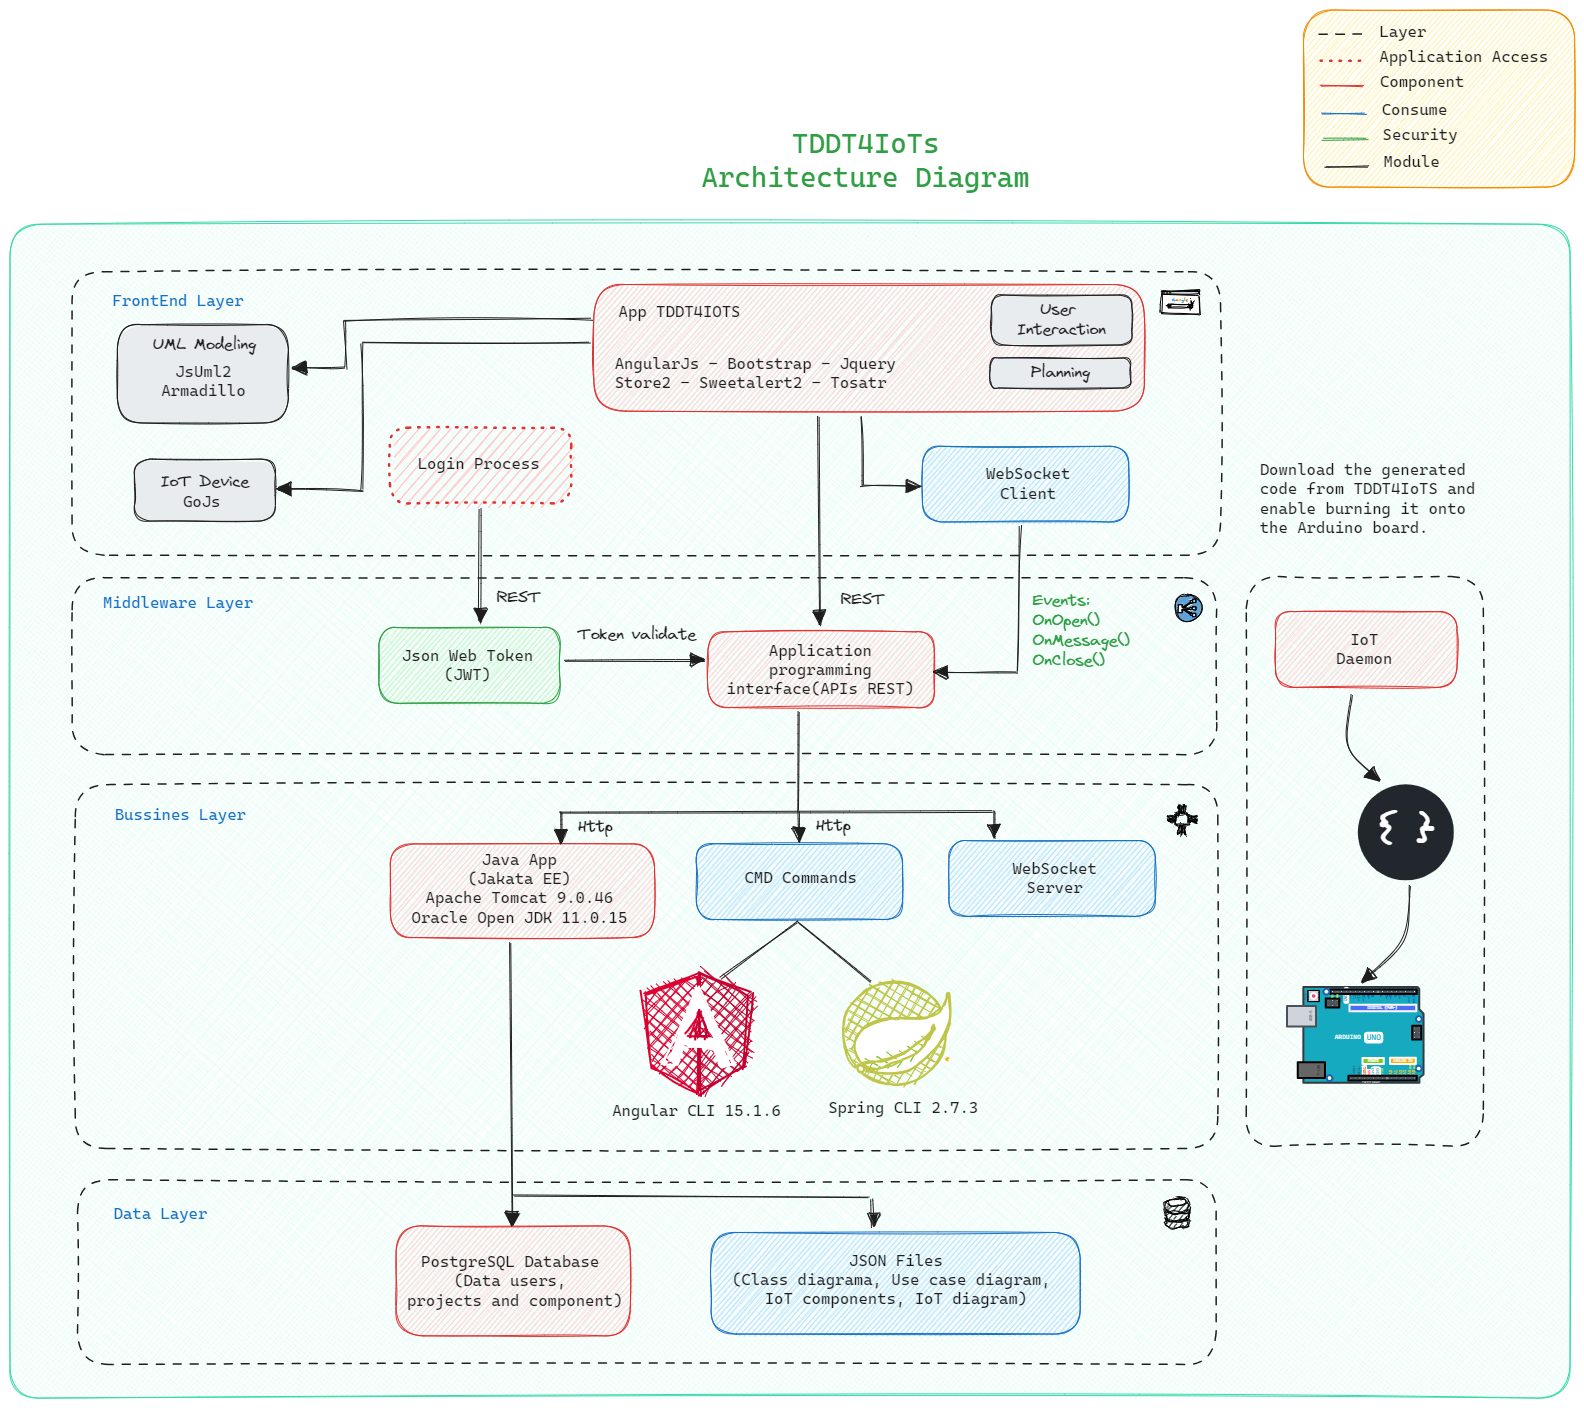 Layer
Application Access
Component
Consume
Security
Module
TDDT4IoTs
Architecture Diagram
FrontEnd Layer
UML Modeling
JsUml2
Armadillo
IoT Device
GoJs
App TDDT4IOTS
AngularJs - Bootstrap - Jquery
Store2 - Sweetalert2 - Tosatr
User
Interaction
Planning
Login Process
WebSocket
Client
Download the generated
code from TDDT4IoTS and
enable burning it onto
the Arduino board.
Middleware Layer
REST
REST
Events:
OnOpen()
OnMessage()
OnClose()
Json Web Token
(JWT)
Token validate
Application
programming
interface(APIs REST)
IoT
Daemon
Bussines Layer
Http
Http
Java App
(Jakata EE)
Apache Tomcat 9.0.46
Oracle Open JDK 11.0.15
CMD Commands
WebSocket
Server
{ }
ARDUINO UNO
Angular CLI 15.1.6
Spring CLI 2.7.3
Data Layer
PostgreSQL Database
(Data users,
projects and component)
JSON Files
(Class diagrama, Use case diagram,
IoT components, IoT diagram)